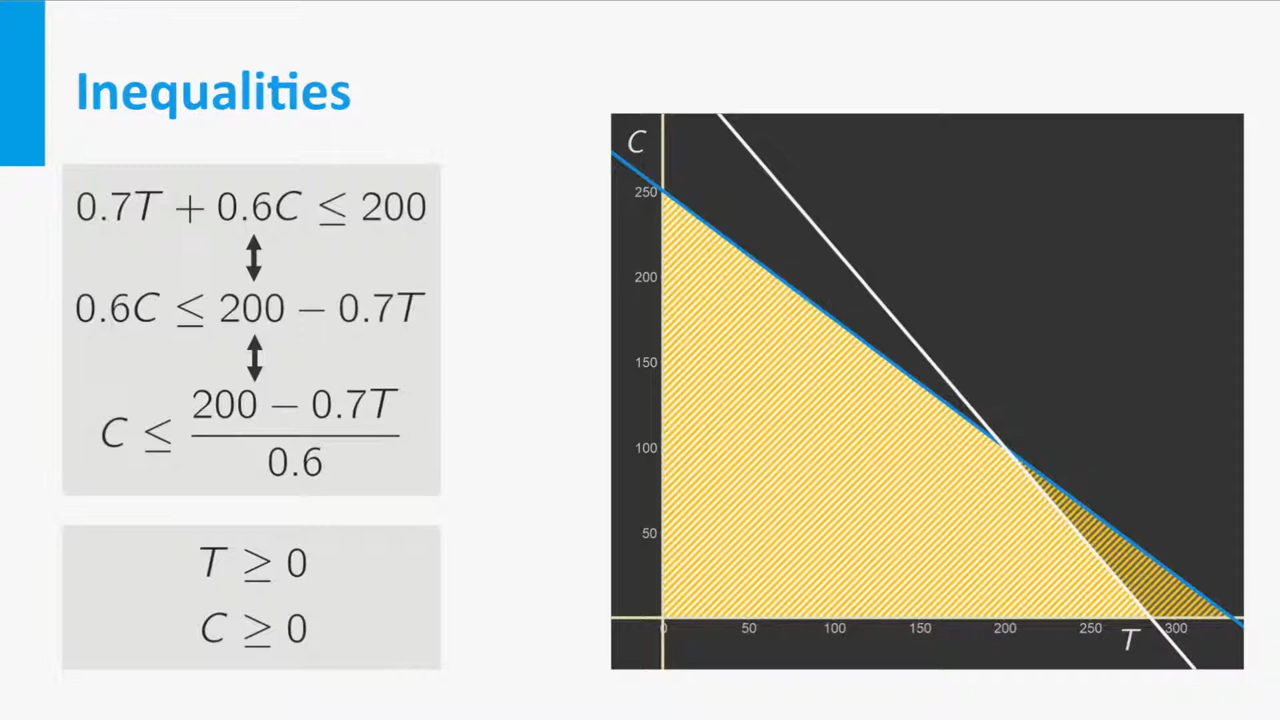 Inequalities
0.7T + 0.6C ≤ 200
0.6C ≤ 200 − 0.7T
C ≤ (200 − 0.7T)/0.6
T ≥ 0
C ≥ 0
C
250
200
150
100
50
0 50 100 150 200 250 300
T